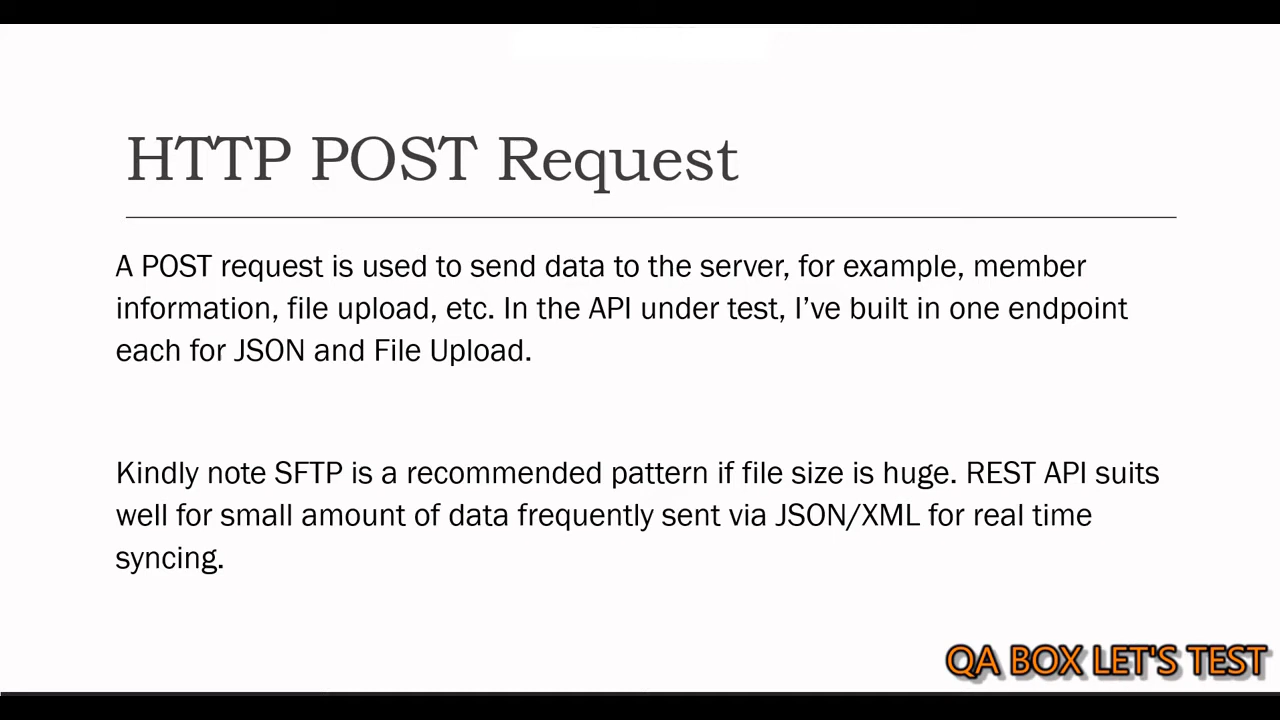 HTTP POST Request
A POST request is used to send data to the server, for example, member
information, file upload, etc. In the API under test, I’ve built in one endpoint
each for JSON and File Upload.
Kindly note SFTP is a recommended pattern if file size is huge. REST API suits
well for small amount of data frequently sent via JSON/XML for real time
syncing.
QA BOX LET'S TEST